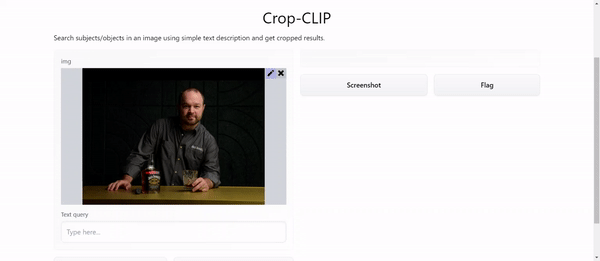 Crop-CLIP
Search subjects/objects in an image using simple text description and get cropped results.
img
Screenshot
Flag
Text query
Type here...